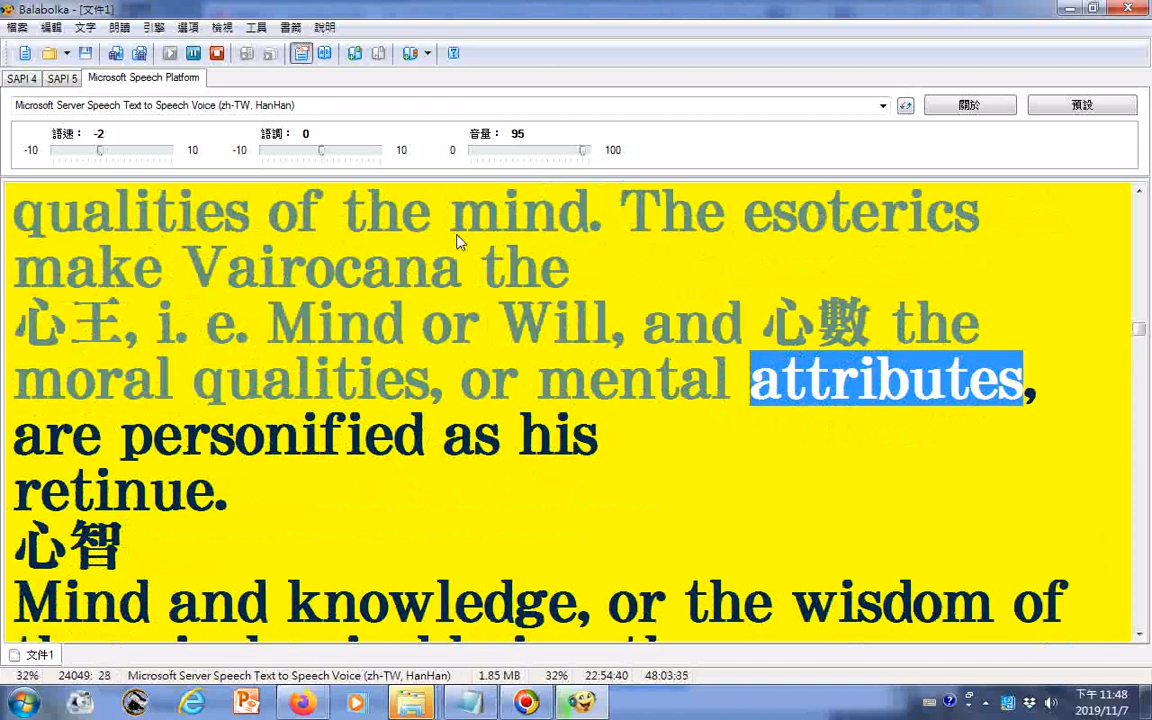 Balabolka - [文件1]
檔案 編輯 文字 朗讀 引擎 選項 檢視 工具 書籤 說明
SAPI 4 SAPI 5 Microsoft Speech Platform
Microsoft Server Speech Text to Speech Voice (zh-TW, HanHan) 關於 預設
語速： -2 語調： 0 音量： 95
-10 10 -10 10 0 100
qualities of the mind. The esoterics
make Vairocana the
心王, i. e. Mind or Will, and 心數 the
moral qualities, or mental attributes,
are personified as his
retinue.
心智
Mind and knowledge, or the wisdom of
文件1
32% 24049: 28 Microsoft Server Speech Text to Speech Voice (zh-TW, HanHan) 1.85 MB 32% 22:54:40 48:03:35
下午 11:48
2019/11/7